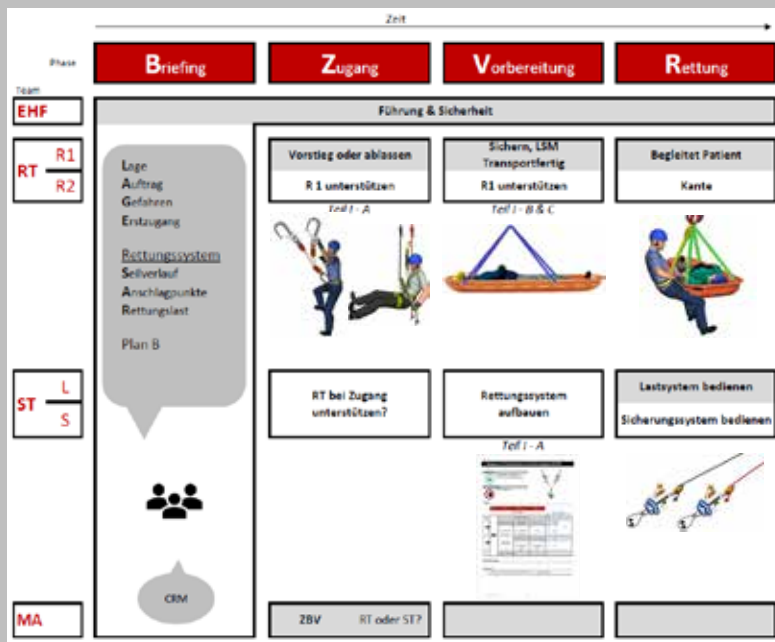 Zeit
Phase
Briefing
Zugang
Vorbereitung
Rettung
Team
EHF
Führung & Sicherheit
RT
R1
R2
Lage
Auftrag
Gefahren
Erstzugang
Rettungssystem
Seilverlauf
Anschlagpunkte
Rettungslast
Plan B
Vorstieg oder ablassen
R 1 unterstützen
Teil I - A
Sichern, LSM
Transportfertig
R1 unterstützen
Teil I - B & C
Begleitet Patient
Kante
ST
L
S
RT bei Zugang
unterstützen?
Rettungssystem
aufbauen
Teil I - A
Lastsystem bedienen
Sicherungssystem bedienen
CRM
MA
ZBV
RT oder ST?